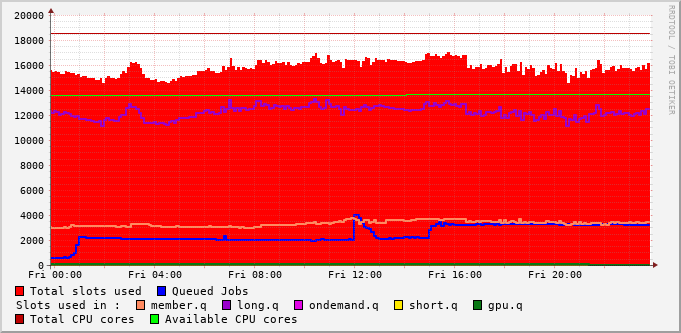 20000
18000
16000
14000
12000
10000
8000
6000
4000
2000
0
Fri 00:00 Fri 04:00 Fri 08:00 Fri 12:00 Fri 16:00 Fri 20:00
Total slots used Queued Jobs
Slots used in : member.q long.q ondemand.q short.q gpu.q
Total CPU cores Available CPU cores
RRDTOOL / TOBI OETIKER